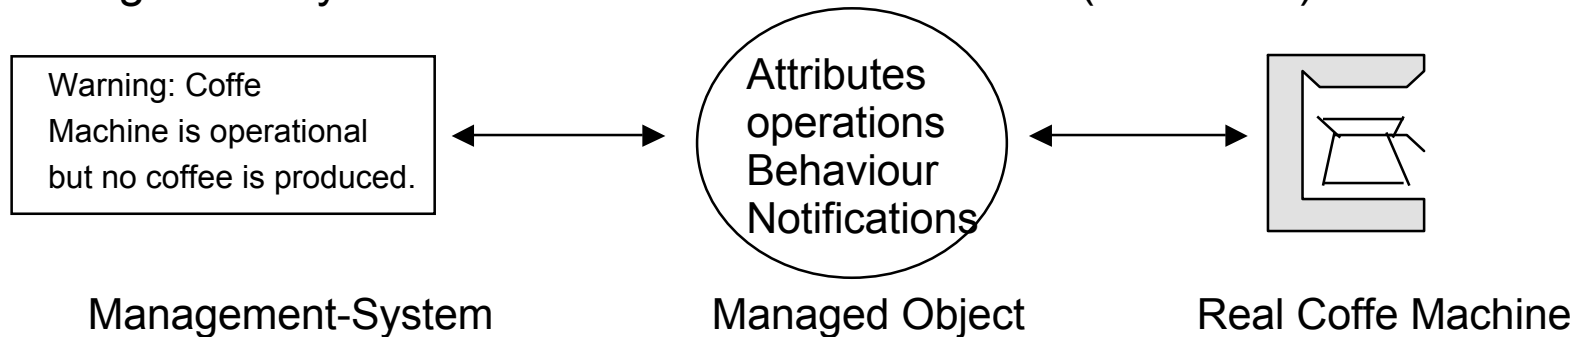 Warning: Coffe
Machine is operational
but no coffee is produced.
Attributes
operations
Behaviour
Notifications
Management-System
Managed Object
Real Coffe Machine